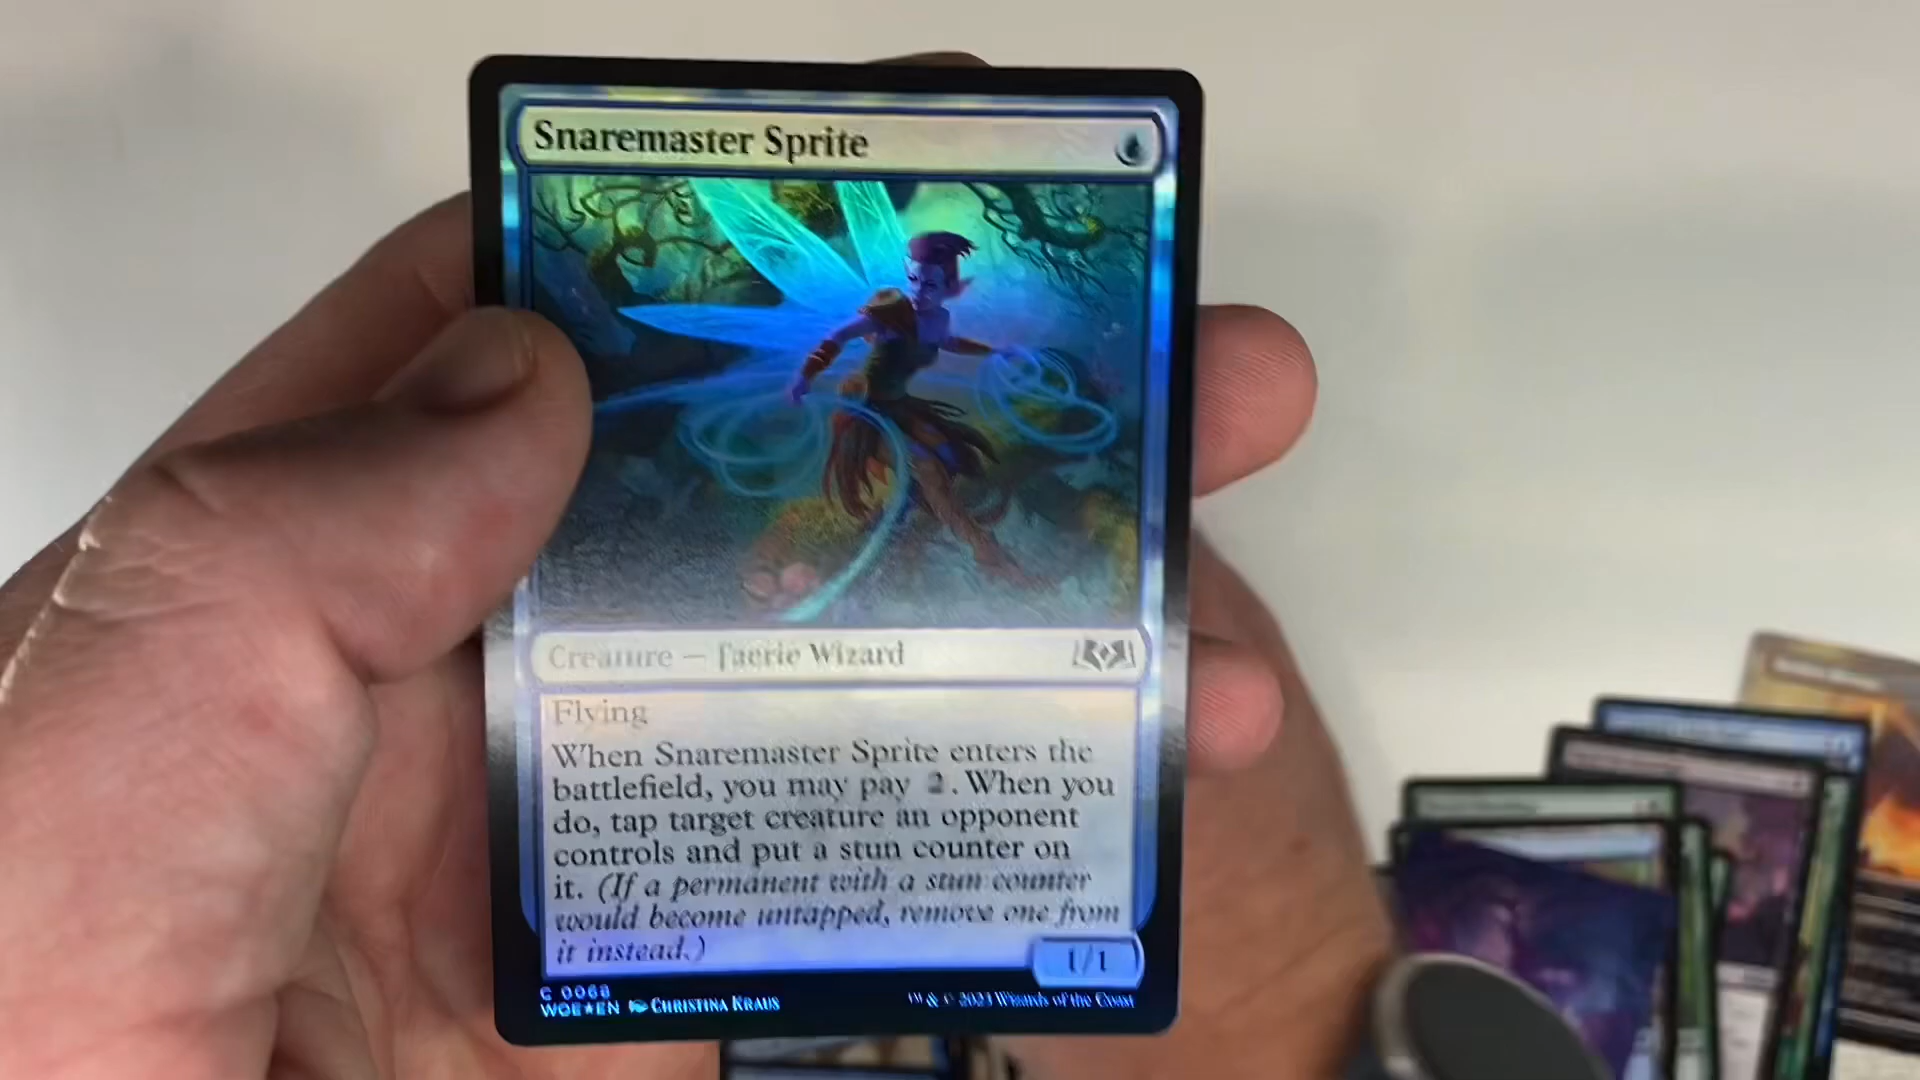 Snaremaster Sprite
Creature — Faerie Wizard
Flying
When Snaremaster Sprite enters the
battlefield, you may pay 2. When you
do, tap target creature an opponent
controls and put a stun counter on
it. (If a permanent with a stun counter
would become untapped, remove one from
it instead.)
1/1
C 0068
WOE★EN Christina Kraus
™ & © 2023 Wizards of the Coast